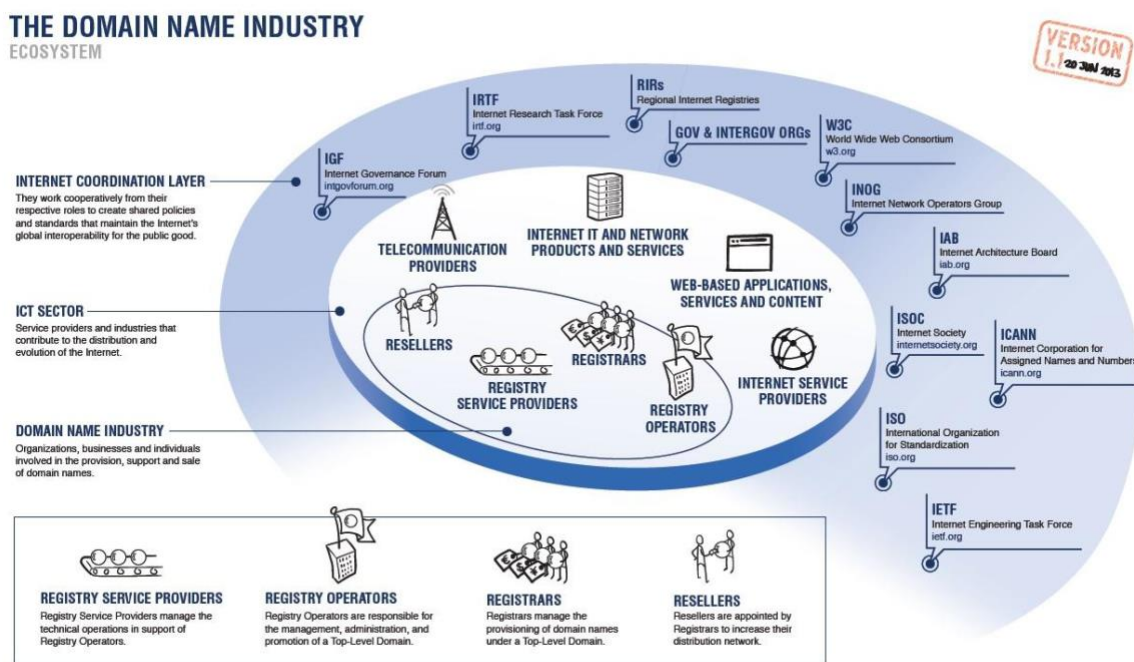 THE DOMAIN NAME INDUSTRY
ECOSYSTEM
VERSION
1.1 20 JUN 2013
IRTF
Internet Research Task Force
irtf.org
RIRs
Regional Internet Registries
GOV & INTERGOV ORGs
W3C
World Wide Web Consortium
w3.org
IGF
Internet Governance Forum
intgovforum.org
INOG
Internet Network Operators Group
IAB
Internet Architecture Board
iab.org
ISOC
Internet Society
internetsociety.org
ICANN
Internet Corporation for
Assigned Names and Numbers
icann.org
ISO
International Organization
for Standardization
iso.org
IETF
Internet Engineering Task Force
ietf.org
INTERNET COORDINATION LAYER
They work cooperatively from their
respective roles to create shared policies
and standards that maintain the Internet's
global interoperability for the public good.
ICT SECTOR
Service providers and industries that
contribute to the distribution and
evolution of the Internet.
DOMAIN NAME INDUSTRY
Organizations, businesses and individuals
involved in the provision, support and sale
of domain names.
TELECOMMUNICATION
PROVIDERS
INTERNET IT AND NETWORK
PRODUCTS AND SERVICES
WEB-BASED APPLICATIONS,
SERVICES AND CONTENT
RESELLERS
REGISTRARS
REGISTRY
SERVICE PROVIDERS
REGISTRY
OPERATORS
INTERNET SERVICE
PROVIDERS
REGISTRY SERVICE PROVIDERS
Registry Service Providers manage the
technical operations in support of
Registry Operators.
REGISTRY OPERATORS
Registry Operators are responsible for
the management, administration, and
promotion of a Top-Level Domain.
REGISTRARS
Registrars manage the
provisioning of domain names
under a Top-Level Domain.
RESELLERS
Resellers are appointed by
Registrars to increase their
distribution network.